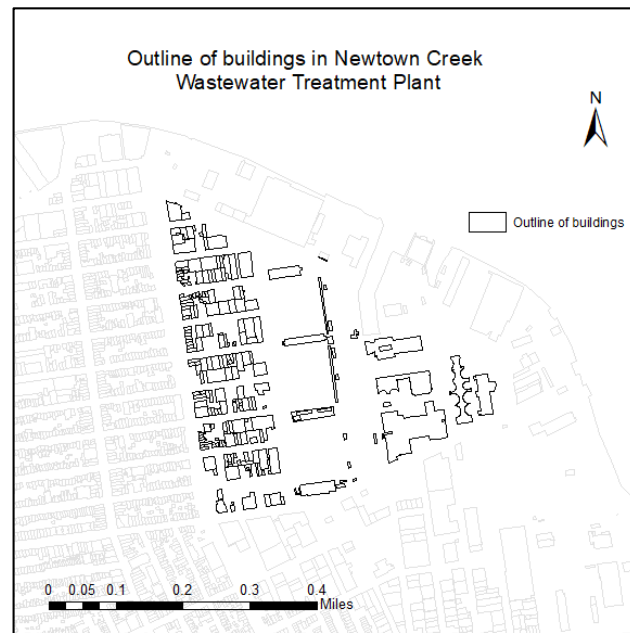 Outline of buildings in Newtown Creek
Wastewater Treatment Plant
N
Outline of buildings
0 0.05 0.1 0.2 0.3 0.4
Miles